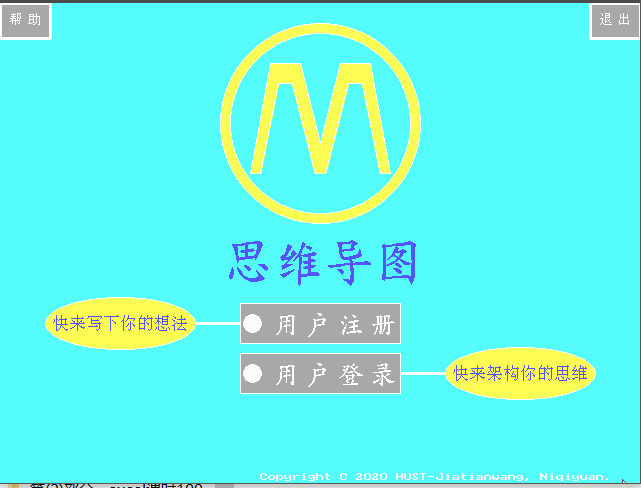 帮 助
退 出
M
思维导图
快来写下你的想法
用 户 注 册
用 户 登 录
快来架构你的思维
Copyright C 2020 HUST-Jiatianwang, Niqiyuan.